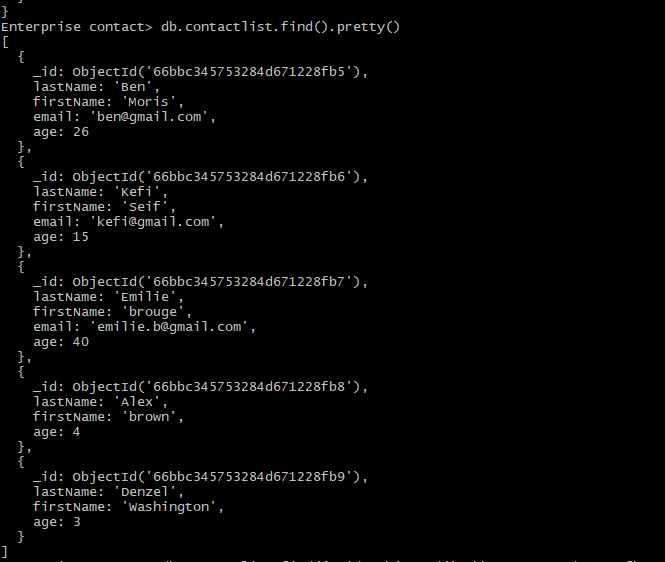 }
Enterprise contact> db.contactlist.find().pretty()
[
  {
    _id: ObjectId('66bbc345753284d671228fb5'),
    lastName: 'Ben',
    firstName: 'Moris',
    email: 'ben@gmail.com',
    age: 26
  },
  {
    _id: ObjectId('66bbc345753284d671228fb6'),
    lastName: 'Kefi',
    firstName: 'Seif',
    email: 'kefi@gmail.com',
    age: 15
  },
  {
    _id: ObjectId('66bbc345753284d671228fb7'),
    lastName: 'Emilie',
    firstName: 'brouge',
    email: 'emilie.b@gmail.com',
    age: 40
  },
  {
    _id: ObjectId('66bbc345753284d671228fb8'),
    lastName: 'Alex',
    firstName: 'brown',
    age: 4
  },
  {
    _id: ObjectId('66bbc345753284d671228fb9'),
    lastName: 'Denzel',
    firstName: 'Washington',
    age: 3
  }
]